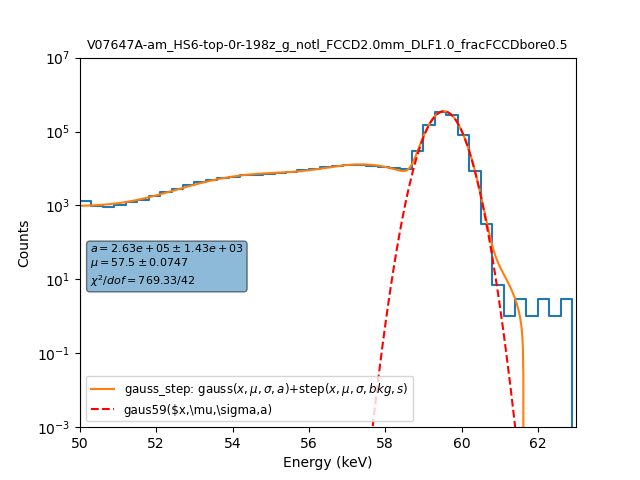 V07647A-am_HS6-top-0r-198z_g_notl_FCCD2.0mm_DLF1.0_fracFCCDbore0.5
Counts
10^7
10^5
10^3
10^1
10^−1
10^−3
a = 2.63e + 05 ± 1.43e + 03
μ = 57.5 ± 0.0747
χ^2/dof = 769.33/42
gauss_step: gauss(x, μ, σ, a)+step(x, μ, σ, bkg, s)
gaus59($x,\mu,\sigma,a)
50 52 54 56 58 60 62
Energy (keV)